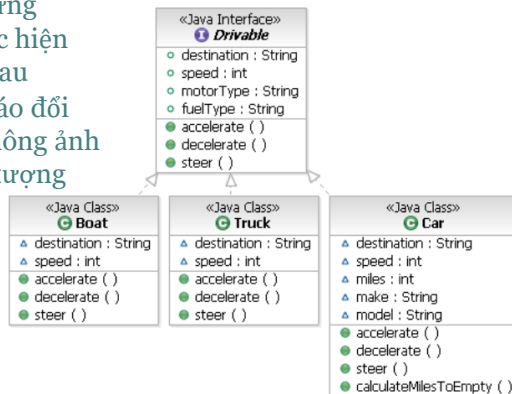 ứng
c hiện
au
áo đổi
nông ảnh
tượng
«Java Interface»
I Drivable
destination : String
speed : int
motorType : String
fuelType : String
accelerate ( )
decelerate ( )
steer ( )
«Java Class»
C Boat
destination : String
speed : int
accelerate ( )
decelerate ( )
steer ( )
«Java Class»
C Truck
destination : String
speed : int
accelerate ( )
decelerate ( )
steer ( )
«Java Class»
C Car
destination : String
speed : int
miles : int
make : String
model : String
accelerate ( )
decelerate ( )
steer ( )
calculateMilesToEmpty ( )